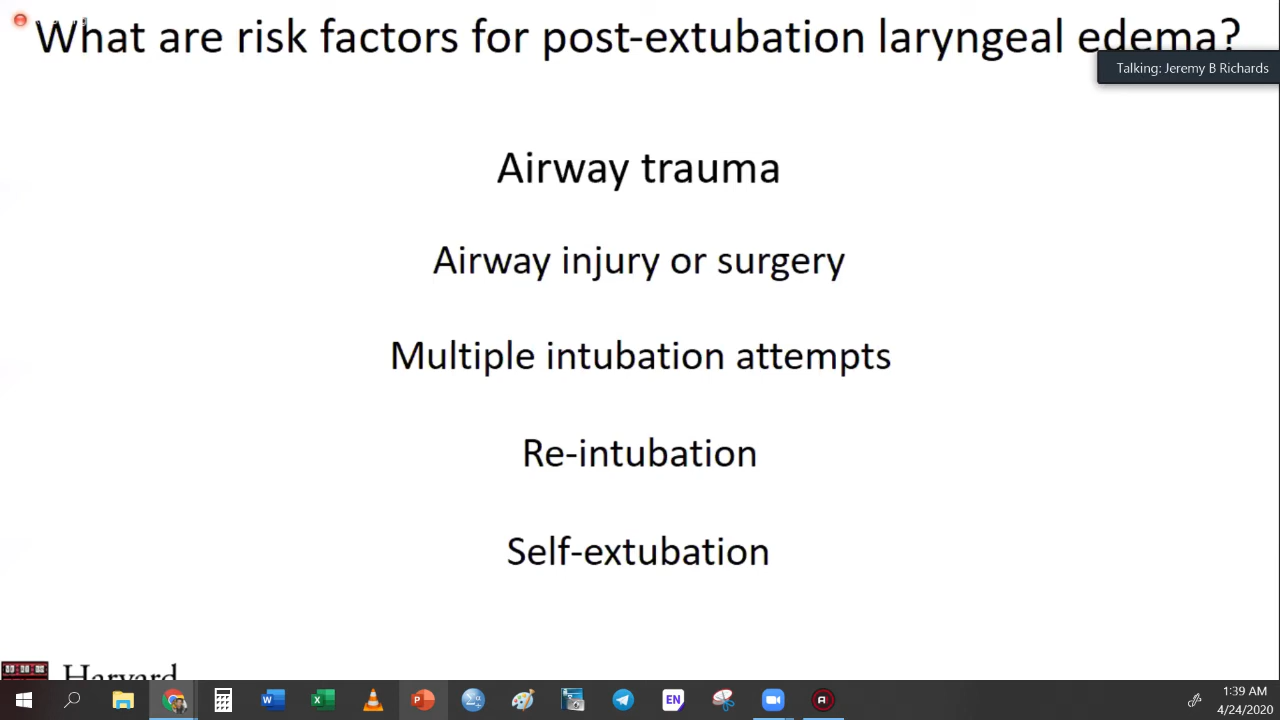 What are risk factors for post-extubation laryngeal edema?
Talking: Jeremy B Richards
Airway trauma
Airway injury or surgery
Multiple intubation attempts
Re-intubation
Self-extubation
Harvard
EN
1:39 AM
4/24/2020